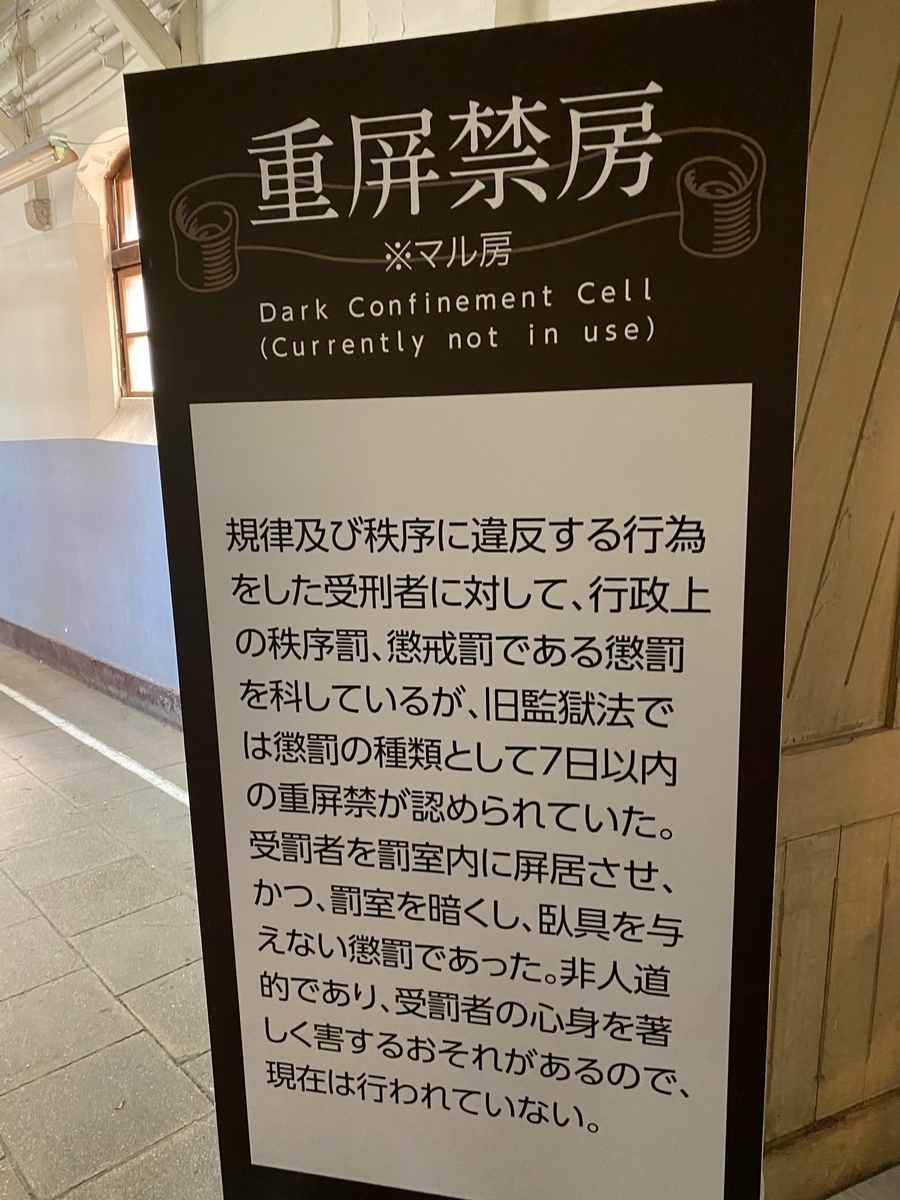 重屏禁房
※マル房
Dark Confinement Cell
(Currently not in use)
規律及び秩序に違反する行為
をした受刑者に対して、行政上
の秩序罰、懲戒罰である懲罰
を科しているが、旧監獄法で
は懲罰の種類として7日以内
の重屏禁が認められていた。
受罰者を罰室内に屏居させ、
かつ、罰室を暗くし、臥具を与
えない懲罰であった。非人道
的であり、受罰者の心身を著
しく害するおそれがあるので、
現在は行われていない。